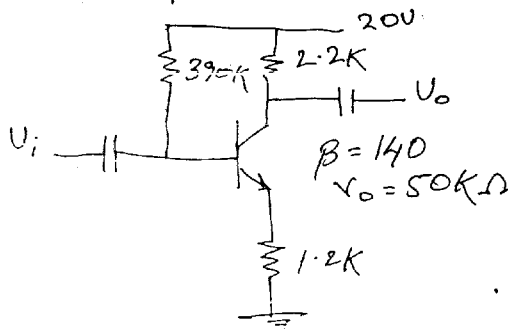 20V
390K
2.2K
Vo
Vi
β = 140
ro = 50KΩ
1.2K